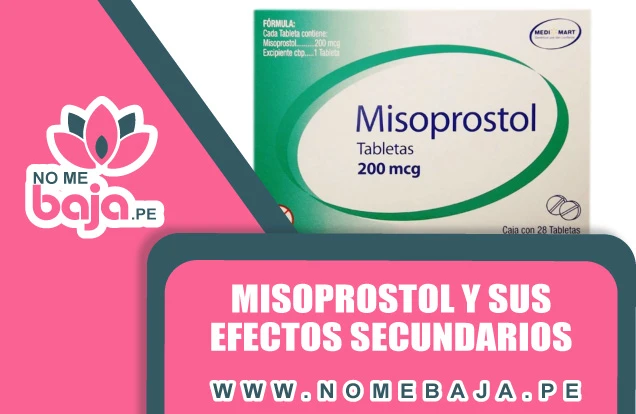 FÓRMULA:
Cada Tableta contiene:
Misoprostol..........200 mcg
Excipiente cbp.....1 Tableta
MEDI MART
Misoprostol
Tabletas
200 mcg
Caja con 28 Tabletas
NO ME
baja.PE
MISOPROSTOL Y SUS
EFECTOS SECUNDARIOS
WWW.NOMEBAJA.PE